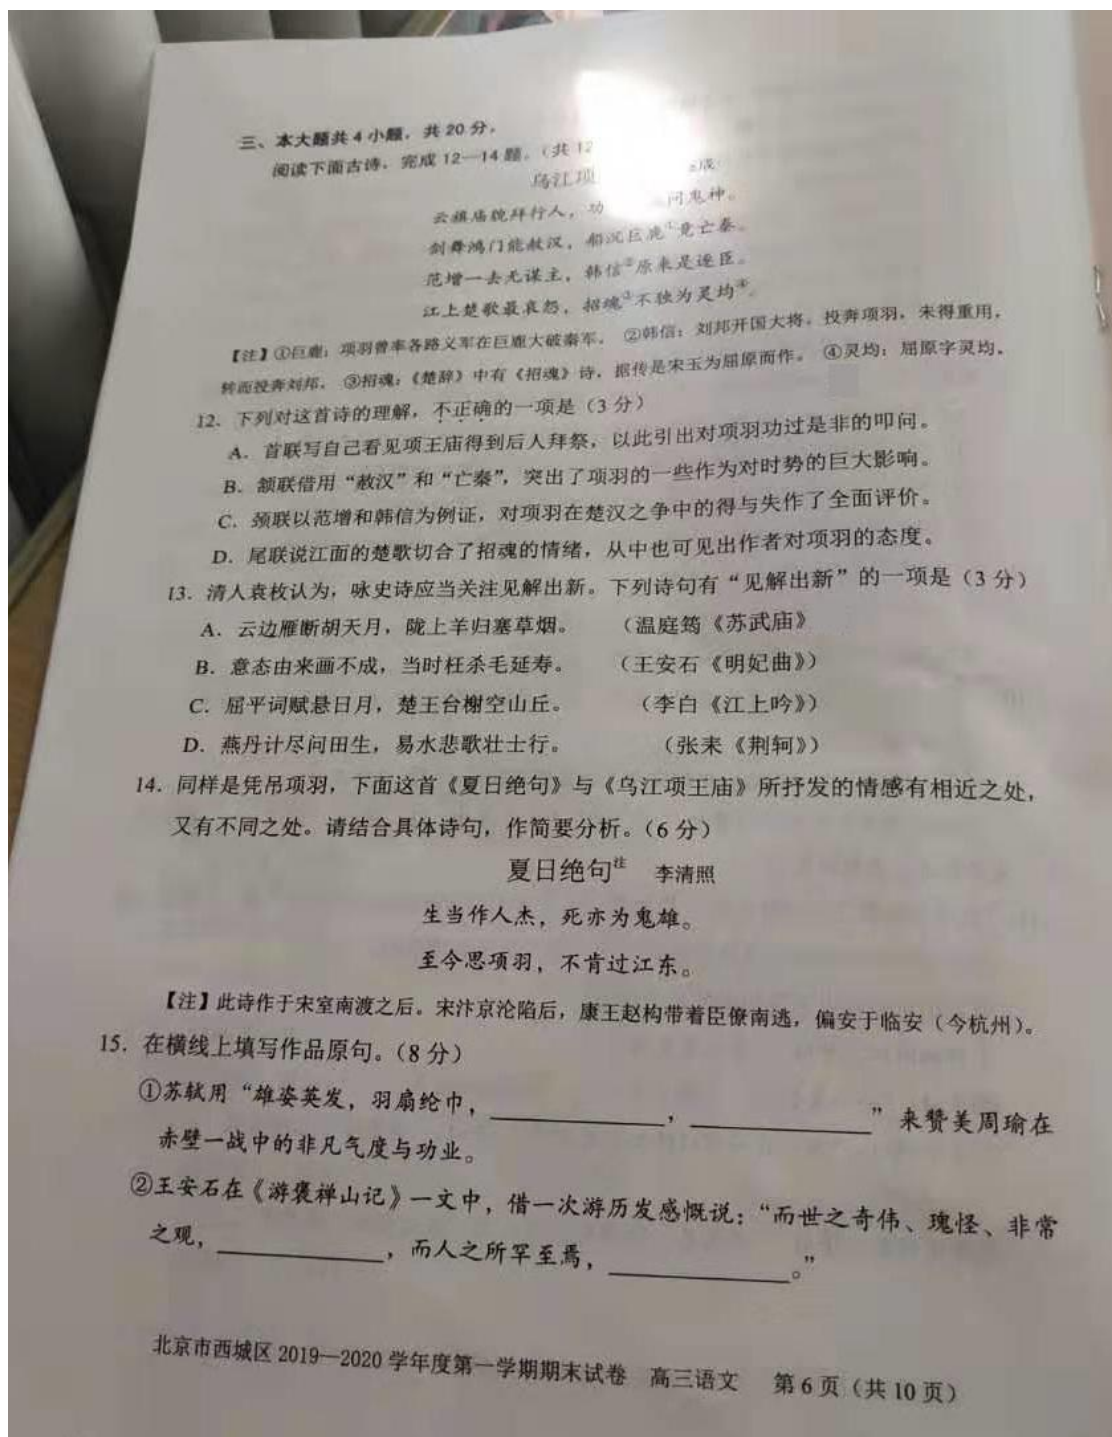 三、本大题共4小题，共20分。
阅读下面古诗，完成12—14题。（共12
乌江项
云旗庙貌拜行人，功 问鬼神。
剑舞鸿门能赦汉，船沉巨鹿①竟亡秦。
范增一去无谋主，韩信②原来是逐臣。
江上楚歌最哀怨，招魂③不独为灵均④。
【注】①巨鹿：项羽曾率各路义军在巨鹿大破秦军。 ②韩信：刘邦开国大将。投奔项羽，未得重用，
转而投奔刘邦。 ③招魂：《楚辞》中有《招魂》诗，据传是宋玉为屈原而作。 ④灵均：屈原字灵均。
12．下列对这首诗的理解，不正确的一项是（3分）
A．首联写自己看见项王庙得到后人拜祭，以此引出对项羽功过是非的叩问。
B．颔联借用“赦汉”和“亡秦”，突出了项羽的一些作为对时势的巨大影响。
C．颈联以范增和韩信为例证，对项羽在楚汉之争中的得与失作了全面评价。
D．尾联说江面的楚歌切合了招魂的情绪，从中也可见出作者对项羽的态度。
13．清人袁枚认为，咏史诗应当关注见解出新。下列诗句有“见解出新”的一项是（3分）
A．云边雁断胡天月，陇上羊归塞草烟。 （温庭筠《苏武庙》
B．意态由来画不成，当时枉杀毛延寿。 （王安石《明妃曲》）
C．屈平词赋悬日月，楚王台榭空山丘。 （李白《江上吟》）
D．燕丹计尽问田生，易水悲歌壮士行。 （张耒《荆轲》）
14．同样是凭吊项羽，下面这首《夏日绝句》与《乌江项王庙》所抒发的情感有相近之处，
又有不同之处。请结合具体诗句，作简要分析。（6分）
夏日绝句注 李清照
生当作人杰，死亦为鬼雄。
至今思项羽，不肯过江东。
【注】此诗作于宋室南渡之后。宋汴京沦陷后，康王赵构带着臣僚南逃，偏安于临安（今杭州）。
15．在横线上填写作品原句。（8分）
①苏轼用“雄姿英发，羽扇纶巾，__________，__________”来赞美周瑜在
赤壁一战中的非凡气度与功业。
②王安石在《游褒禅山记》一文中，借一次游历发感慨说：“而世之奇伟、瑰怪、非常
之观，__________，而人之所罕至焉，__________。”
北京市西城区2019—2020学年度第一学期期末试卷 高三语文 第6页（共10页）